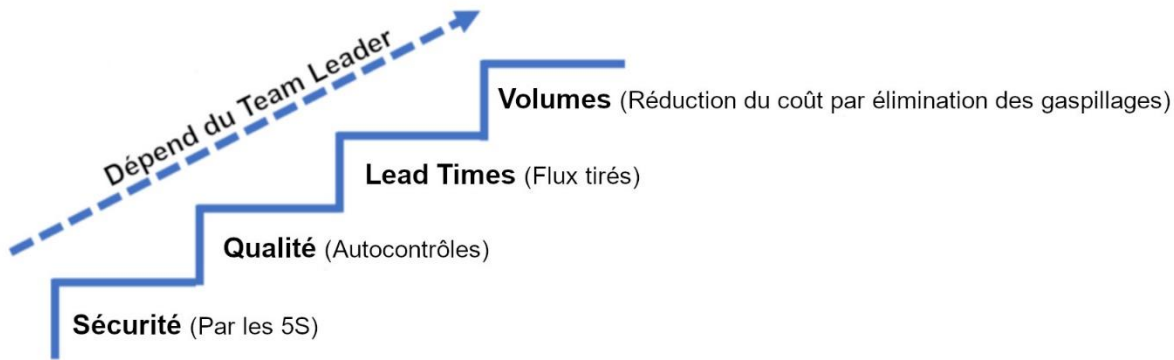 Dépend du Team Leader
Volumes (Réduction du coût par élimination des gaspillages)
Lead Times (Flux tirés)
Qualité (Autocontrôles)
Sécurité (Par les 5S)